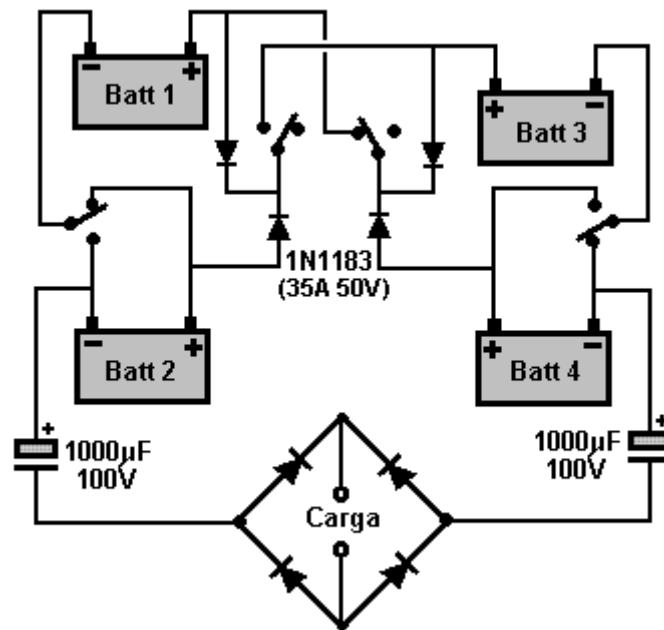 Batt 1
Batt 3
1N1183
(35A 50V)
Batt 2
Batt 4
1000µF
100V
1000µF
100V
Carga